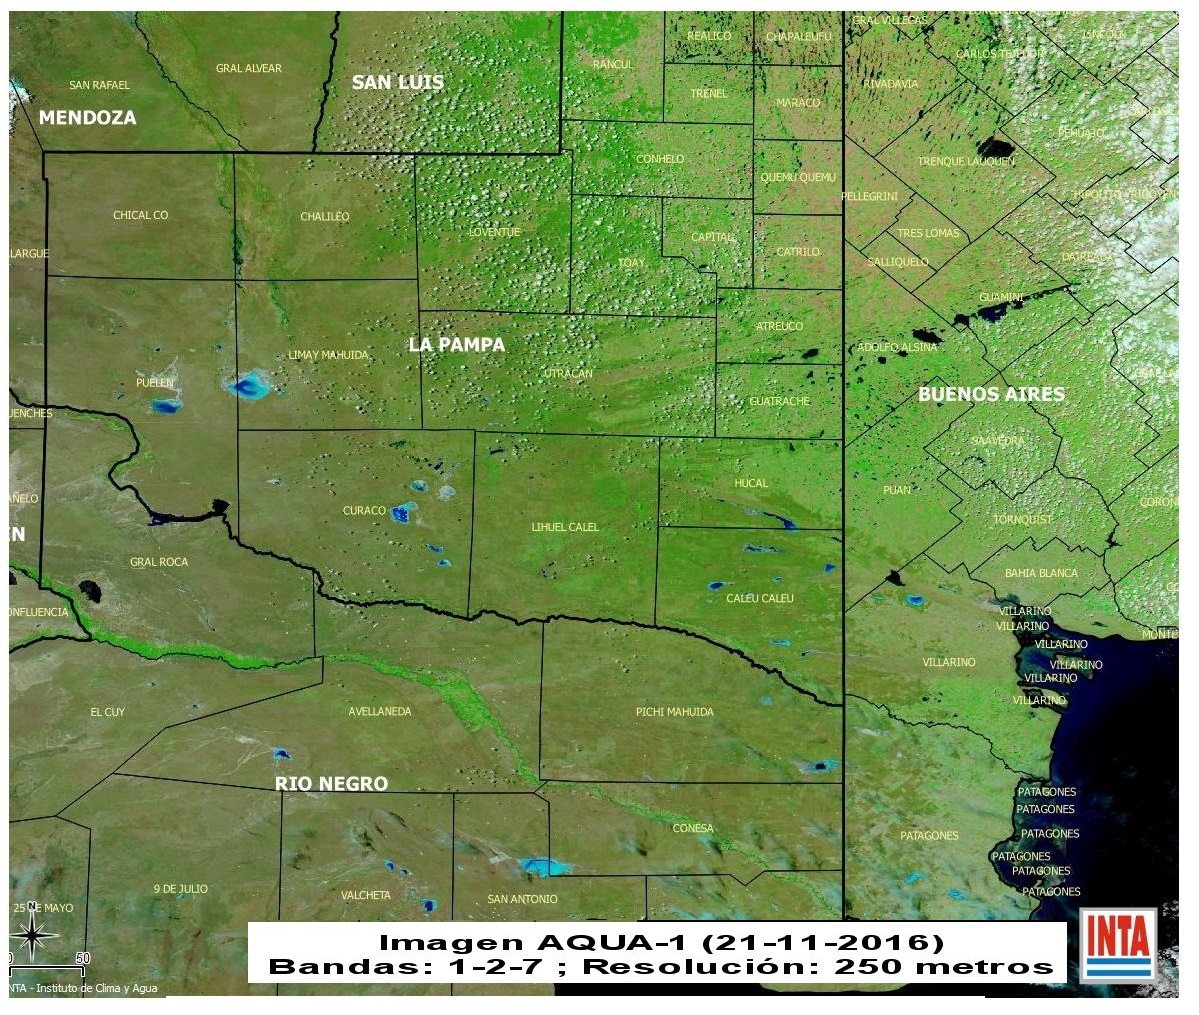 GRAL VILLEGAS
REALICO
CHAPALEUFU
LINCOLN
CARLOS TEJEDOR
RANCUL
GRAL ALVEAR
SAN RAFAEL
SAN LUIS
RIVADAVIA
TRENEL
MARACO
MENDOZA
PEHUAJO
CONHELO
TRENQUE LAUQUEN
QUEMU QUEMU
PELLEGRINI
HIPOLITO YRIGOYEN
CHICAL CO
CHALILEO
LOVENTUE
CAPITAL
TRES LOMAS
LARGUE
TOAY
CATRILO
SALLIQUELO
DAIREAUX
GUAMINI
ATREUCO
LA PAMPA
ADOLFO ALSINA
LIMAY MAHUIDA
UTRACAN
PUELEN
BUENOS AIRES
GUATRACHE
UENCHES
SAAVEDRA
HUCAL
PUAN
AÑELO
CORON
CURACO
LIHUEL CALEL
TORNQUIST
EN
GRAL ROCA
BAHIA BLANCA
CALEU CALEU
ONFLUENCIA
VILLARINO
VILLARINO
MONTE
VILLARINO
VILLARINO
VILLARINO
VILLARINO
VILLARINO
EL CUY
AVELLANEDA
PICHI MAHUIDA
RIO NEGRO
PATAGONES
PATAGONES
CONESA
PATAGONES
PATAGONES
PATAGONES
PATAGONES
PATAGONES
9 DE JULIO
VALCHETA
SAN ANTONIO
25 DE MAYO
N
Imagen AQUA-1 (21-11-2016)
Bandas: 1-2-7 ; Resolución: 250 metros
INTA
0 50
NTA - Instituto de Clima y Agua